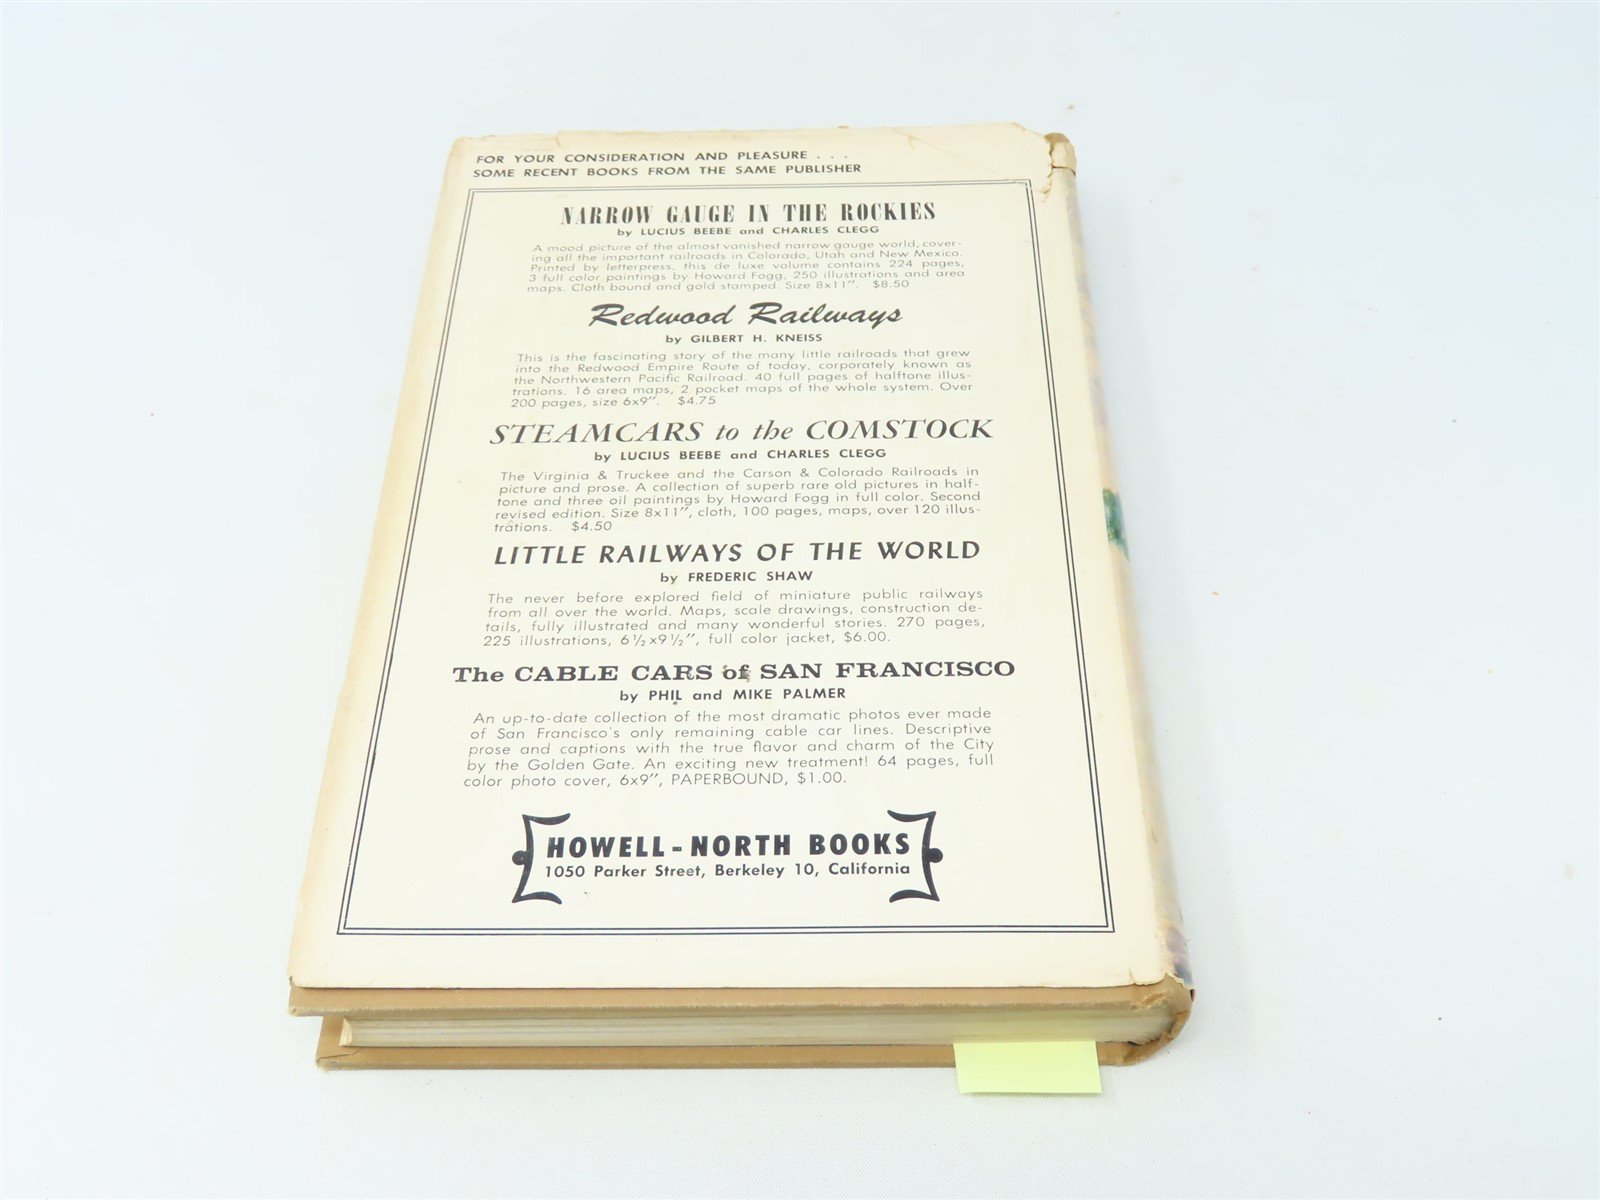 FOR YOUR CONSIDERATION AND PLEASURE . . .
SOME RECENT BOOKS FROM THE SAME PUBLISHER
NARROW GAUGE IN THE ROCKIES
by LUCIUS BEEBE and CHARLES CLEGG
A mood picture of the almost vanished narrow gauge world, cover-
ing all the important railroads in Colorado, Utah and New Mexico.
Printed by letterpress, this de luxe volume contains 224 pages,
3 full color paintings by Howard Fogg, 250 illustrations and area
maps. Cloth bound and gold stamped. Size 8x11". $8.50
Redwood Railways
by GILBERT H. KNEISS
This is the fascinating story of the many little railroads that grew
into the Redwood Empire Route of today, corporately known as
the Northwestern Pacific Railroad. 40 full pages of halftone illus-
trations. 16 area maps, 2 pocket maps of the whole system. Over
200 pages, size 6x9". $4.75
STEAMCARS to the COMSTOCK
by LUCIUS BEEBE and CHARLES CLEGG
The Virginia & Truckee and the Carson & Colorado Railroads in
picture and prose. A collection of superb rare old pictures in half-
tone and three oil paintings by Howard Fogg in full color. Second
revised edition. Size 8x11", cloth, 100 pages, maps, over 120 illus-
trations. $4.50
LITTLE RAILWAYS OF THE WORLD
by FREDERIC SHAW
The never before explored field of miniature public railways
from all over the world. Maps, scale drawings, construction de-
tails, fully illustrated and many wonderful stories. 270 pages,
225 illustrations, 6½x9½", full color jacket, $6.00.
The CABLE CARS of SAN FRANCISCO
by PHIL and MIKE PALMER
An up-to-date collection of the most dramatic photos ever made
of San Francisco's only remaining cable car lines. Descriptive
prose and captions with the true flavor and charm of the City
by the Golden Gate. An exciting new treatment! 64 pages, full
color photo cover, 6x9", PAPERBOUND, $1.00.
HOWELL-NORTH BOOKS
1050 Parker Street, Berkeley 10, California